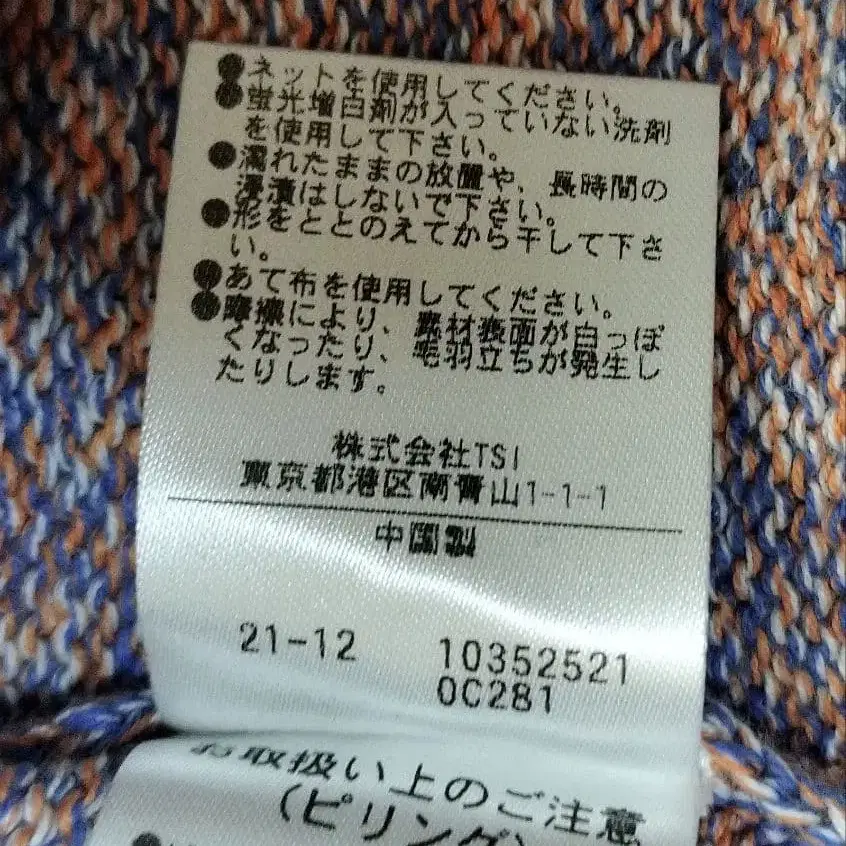 ●ネットを使用してください。
●蛍光増白剤が入っていない洗剤
を使用して下さい。
●濡れたままの放置や、長時間の
浸漬はしないで下さい。
●形をととのえてから干して下さ
い。
●あて布を使用してください。
●摩擦により、素材表面が白っぽ
くなったり、毛羽立ちが発生し
たりします。
株式会社TSI
東京都港区南青山1-1-1
中国製
21-12 10352521
0C281
お取扱い上のご注意
(ピリング)